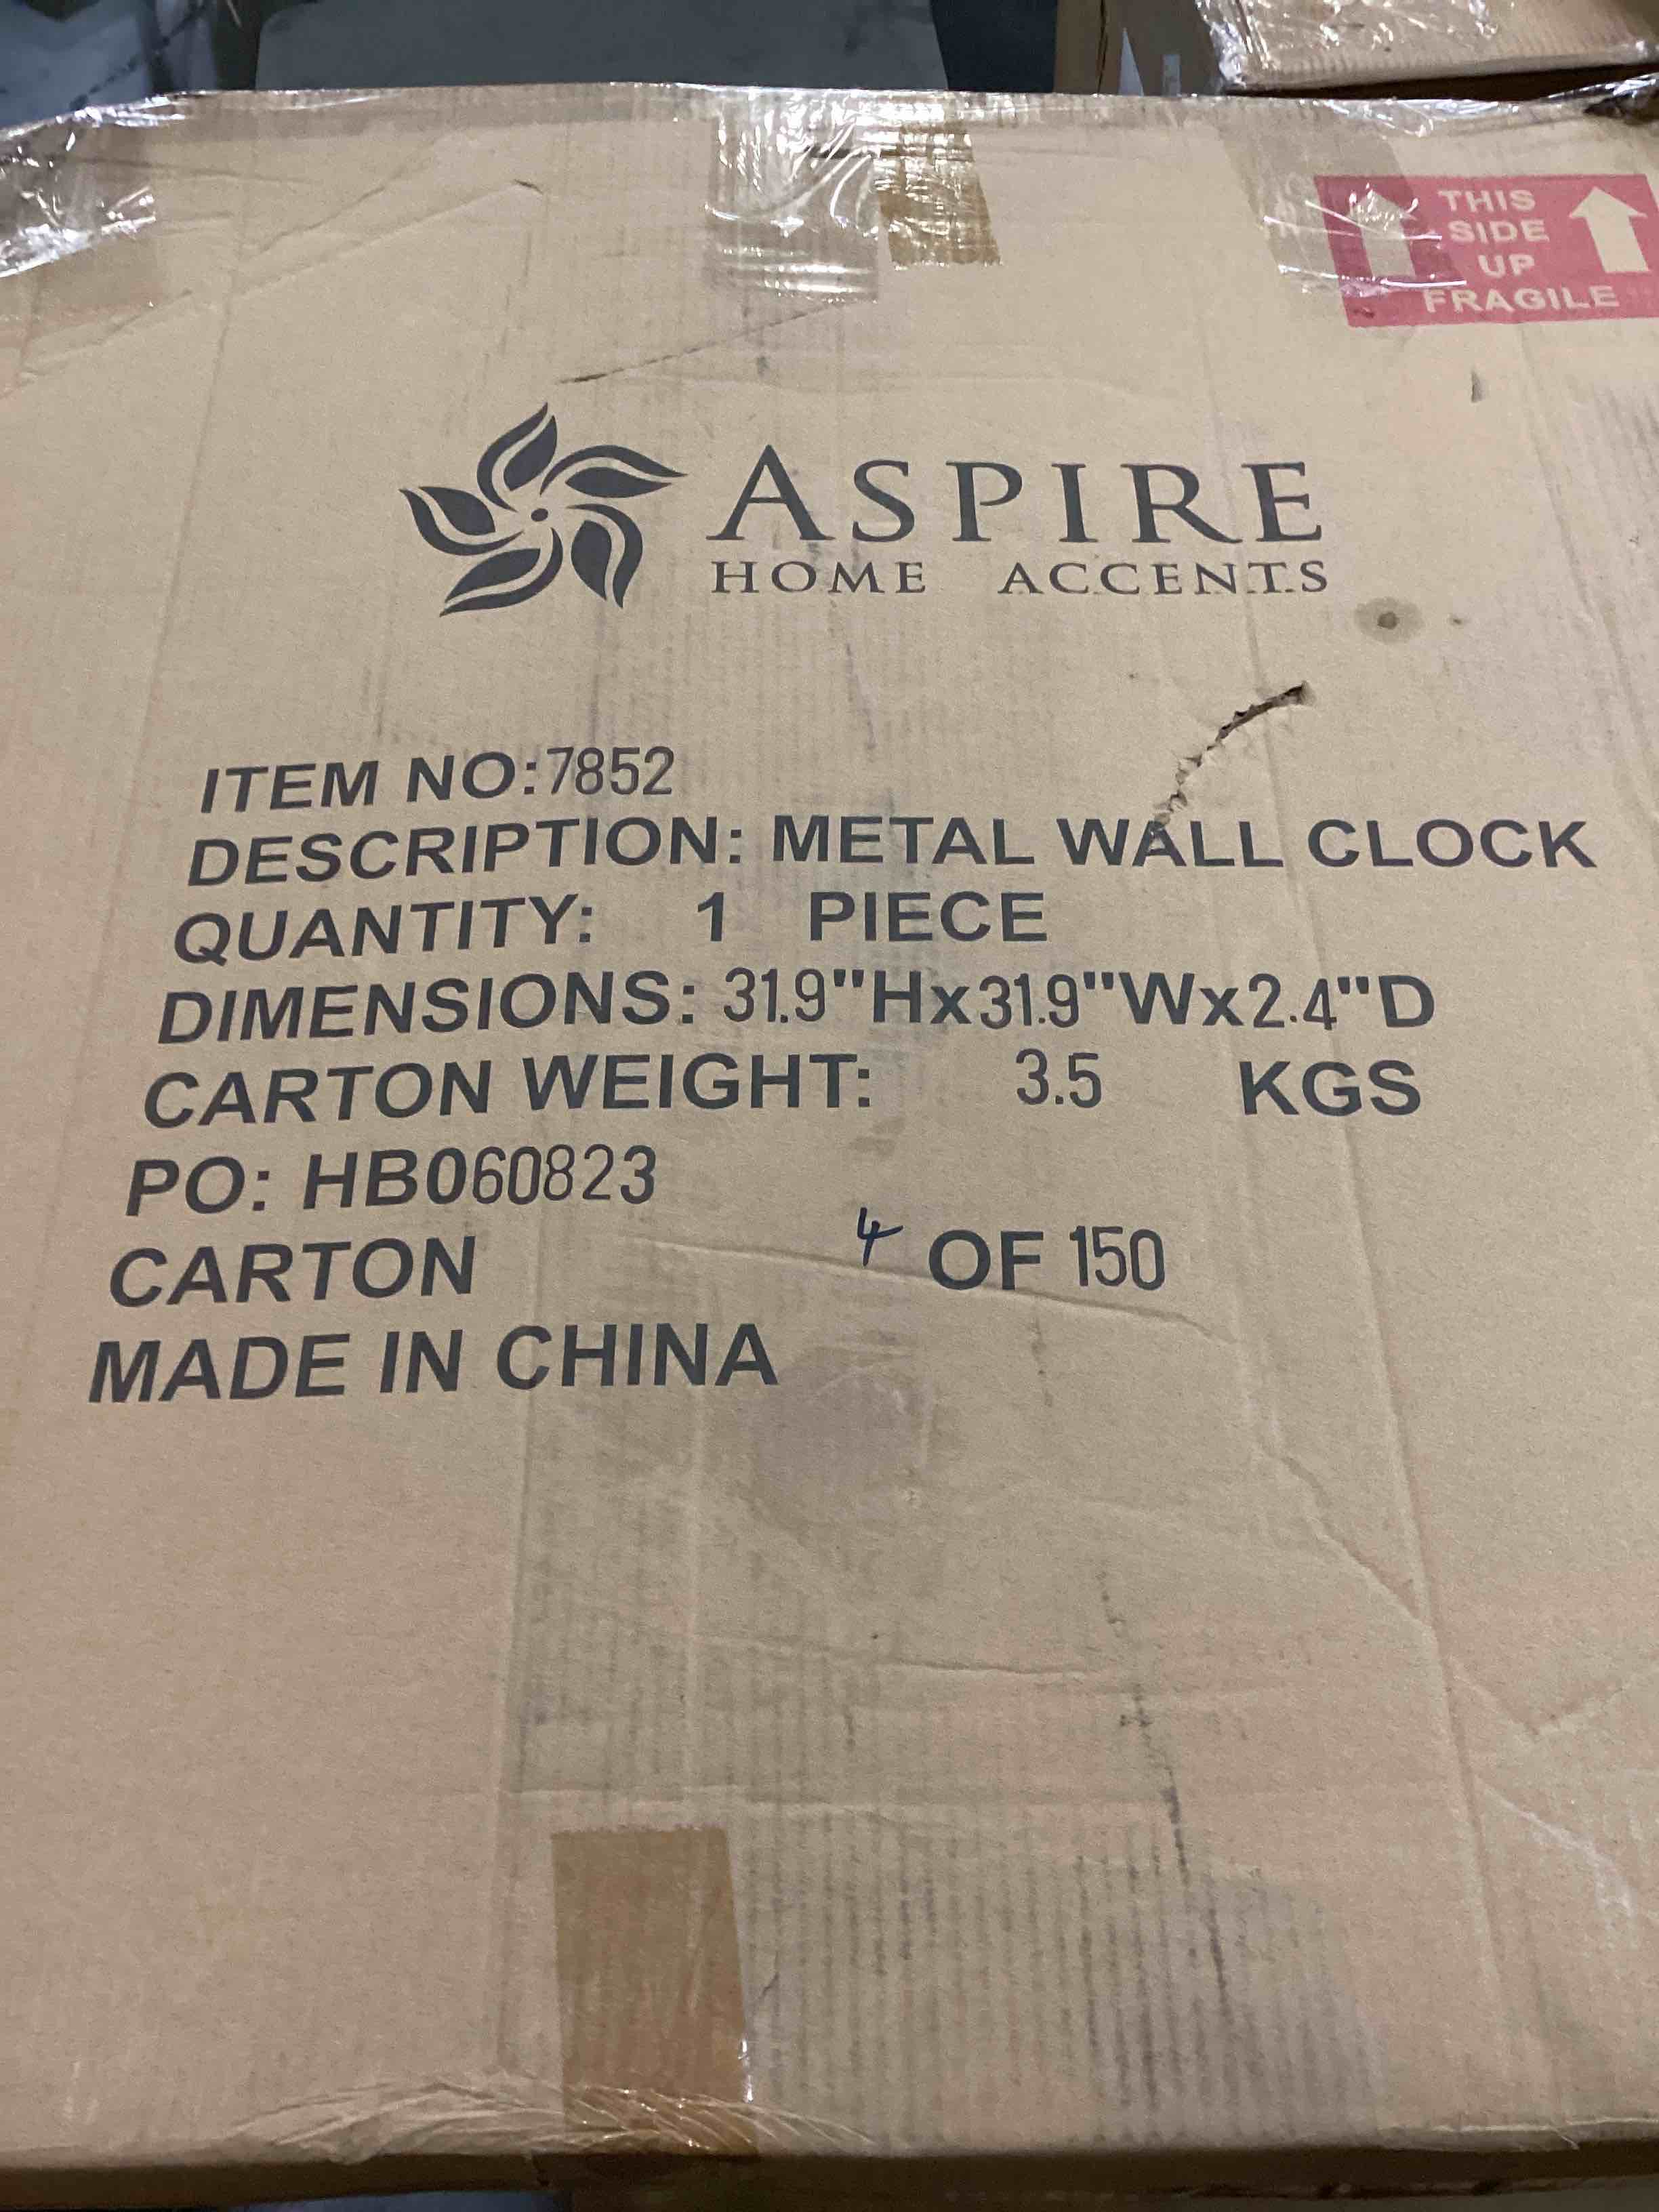 THIS
SIDE
UP
FRAGILE
ASPIRE
HOME ACCENTS
ITEM NO:7852
DESCRIPTION: METAL WALL CLOCK
QUANTITY: 1 PIECE
DIMENSIONS: 31.9"Hx31.9"Wx2.4"D
CARTON WEIGHT: 3.5 KGS
PO: HB060823
CARTON 4 OF 150
MADE IN CHINA